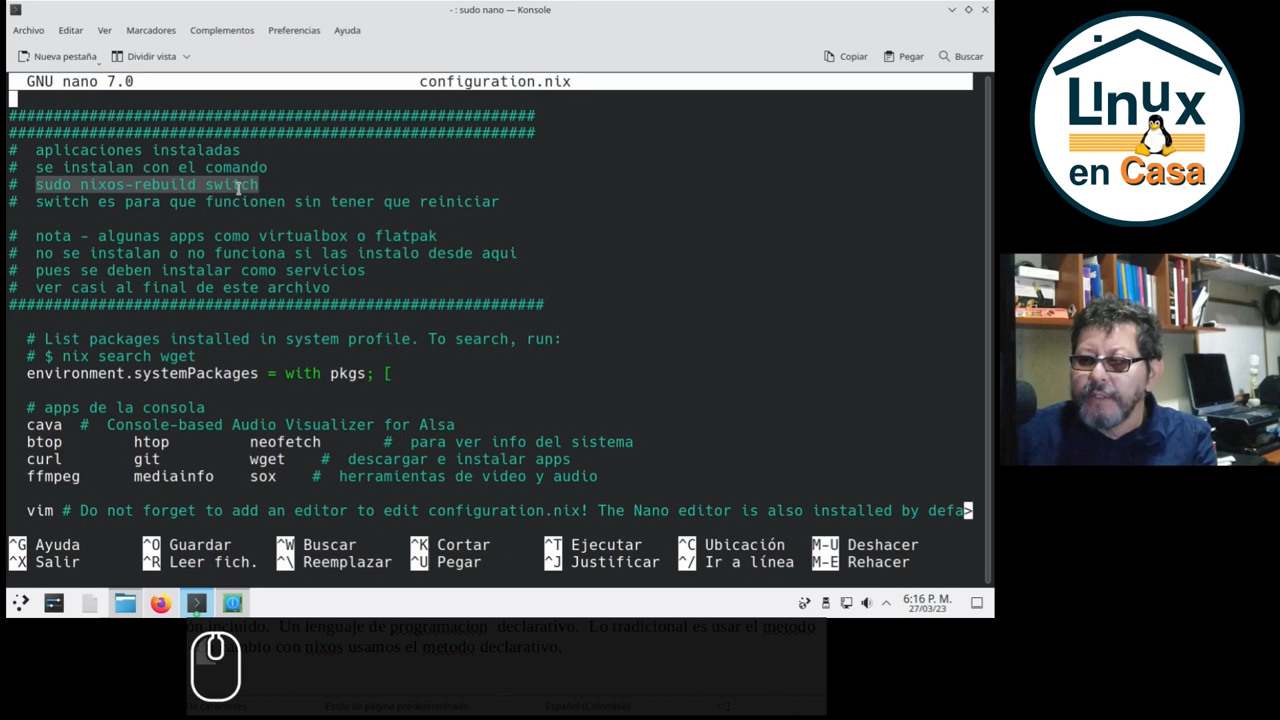 - : sudo nano — Konsole
Archivo Editar Ver Marcadores Complementos Preferencias Ayuda
Nueva pestaña Dividir vista Copiar Pegar Buscar
GNU nano 7.0 configuration.nix
###########################################################
###########################################################
# aplicaciones instaladas
# se instalan con el comando
# sudo nixos-rebuild switch
# switch es para que funcionen sin tener que reiniciar
# nota - algunas apps como virtualbox o flatpak
# no se instalan o no funciona si las instalo desde aqui
# pues se deben instalar como servicios
# ver casi al final de este archivo
############################################################
# List packages installed in system profile. To search, run:
# $ nix search wget
environment.systemPackages = with pkgs; [
# apps de la consola
cava # Console-based Audio Visualizer for Alsa
btop htop neofetch # para ver info del sistema
curl git wget # descargar e instalar apps
ffmpeg mediainfo sox # herramientas de video y audio
vim # Do not forget to add an editor to edit configuration.nix! The Nano editor is also installed by defa>
^G Ayuda ^O Guardar ^W Buscar ^K Cortar ^T Ejecutar ^C Ubicación M-U Deshacer
^X Salir ^R Leer fich. ^\ Reemplazar ^U Pegar ^J Justificar ^/ Ir a línea M-E Rehacer
6:16 P. M.
27/03/23
incluido. Un lenguaje de programacion declarativo. Lo tradicional es usar el metodo
con nixos usamos el metodo declarativo.
caracteres Estilo de página predeterminado Español (Colombia)
Linux
en Casa